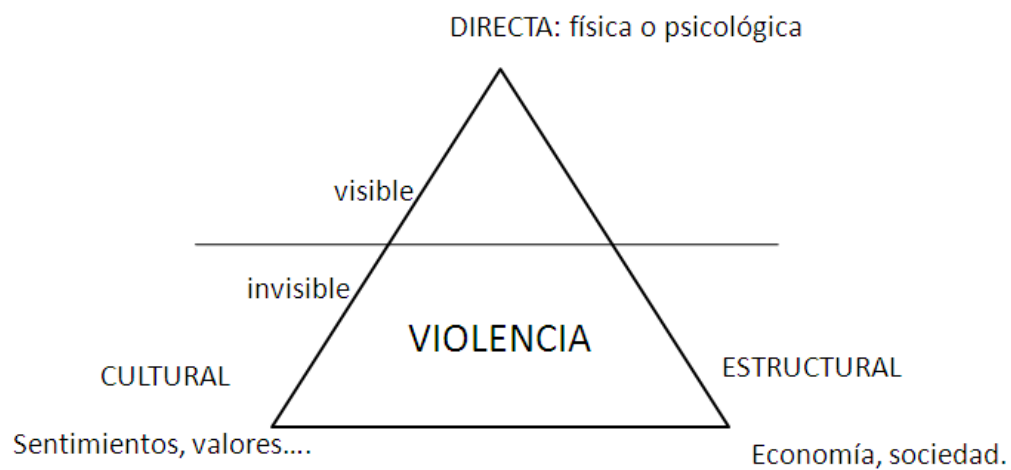 DIRECTA: física o psicológica
visible
invisible
VIOLENCIA
CULTURAL
ESTRUCTURAL
Sentimientos, valores....
Economía, sociedad.